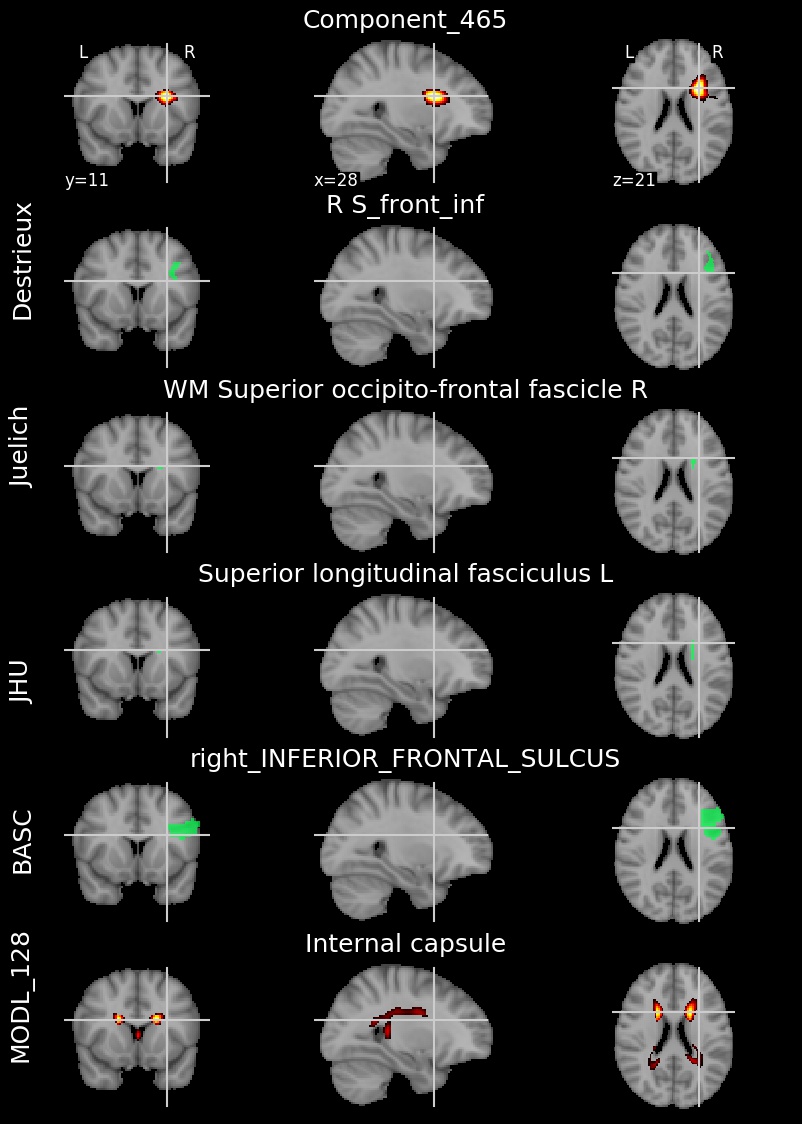 Component_465
L R
L R
y=11
x=28
z=21
Destrieux
R S_front_inf
Juelich
WM Superior occipito-frontal fascicle R
JHU
Superior longitudinal fasciculus L
BASC
right_INFERIOR_FRONTAL_SULCUS
MODL_128
Internal capsule